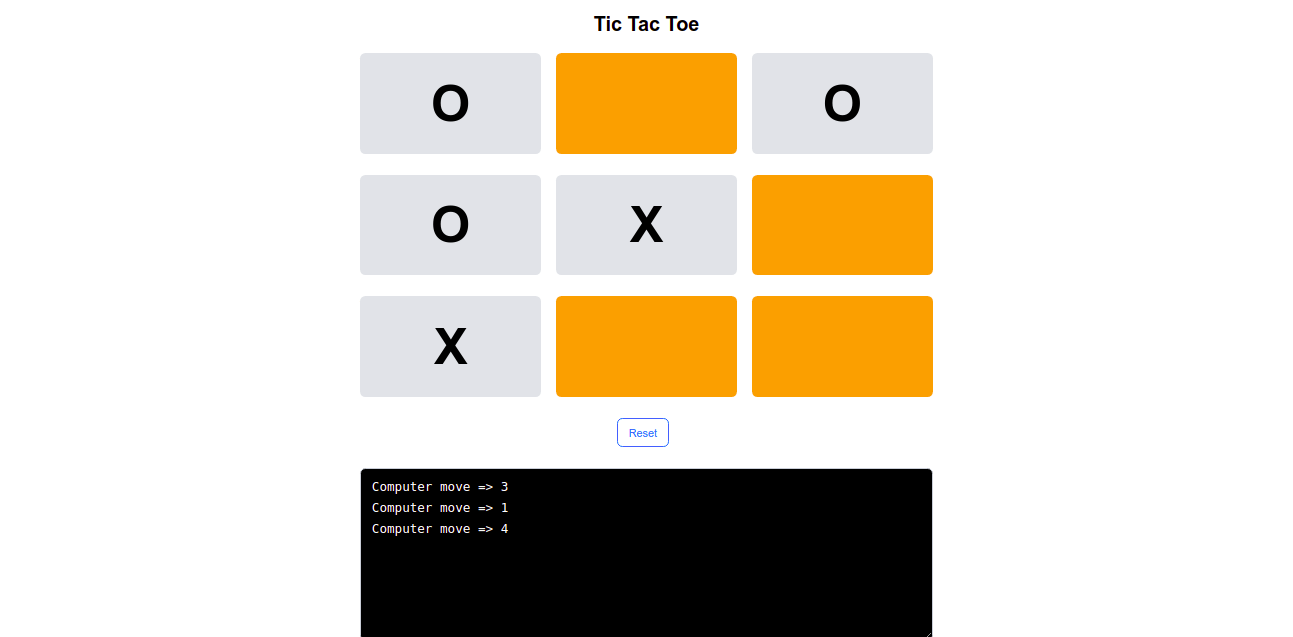 Tic Tac Toe
O O
O X
X
Reset
Computer move => 3
Computer move => 1
Computer move => 4